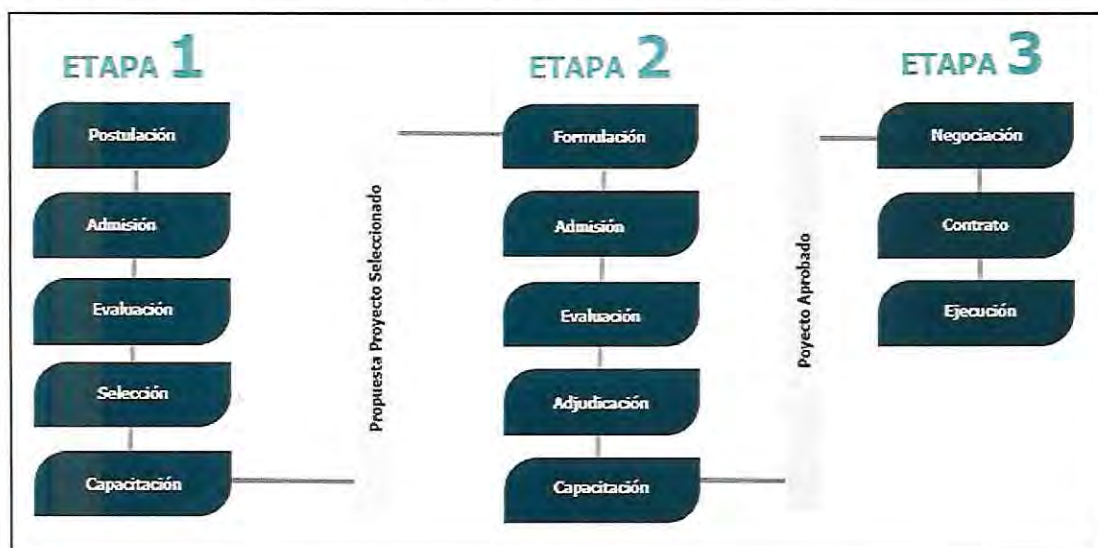 ETAPA 1
Postulación
Admisión
Evaluación
Selección
Capacitación
Propuesta Proyecto Seleccionado
ETAPA 2
Formulación
Admisión
Evaluación
Adjudicación
Capacitación
Poyecto Aprobado
ETAPA 3
Negociación
Contrato
Ejecución